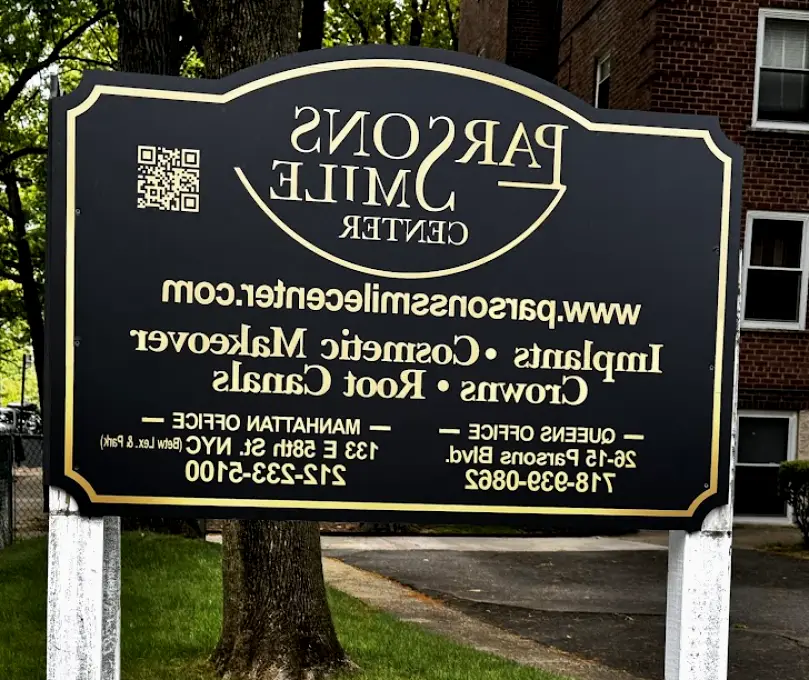 PARSONS
SMILE
CENTER
www.parsonssmilecenter.com
Implants • Cosmetic Makeover
Crowns • Root Canals
— QUEENS OFFICE —
26-15 Parsons Blvd.
718-939-0862
— MANHATTAN OFFICE —
133 E 58th St. NYC (Betw Lex. & Park)
212-233-5100